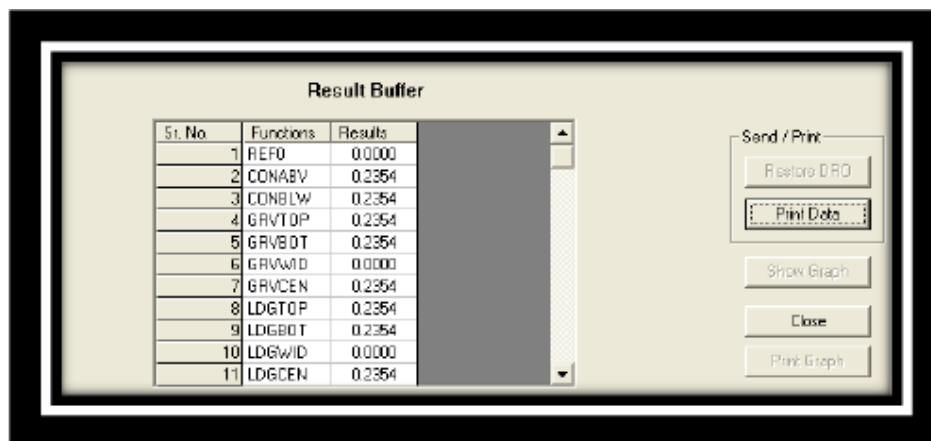 Result Buffer
Sr. No. Functions Results
1 REF0 0.0000
2 CONABV 0.2354
3 CONBLW 0.2354
4 GRVTOP 0.2354
5 GRVBOT 0.2354
6 GRVWID 0.0000
7 GRVCEN 0.2354
8 LDGTOP 0.2354
9 LDGBOT 0.2354
10 LDGWID 0.0000
11 LDGCEN 0.2354
Send / Print
Restore DRO
Print Data
Show Graph
Close
Print Graph